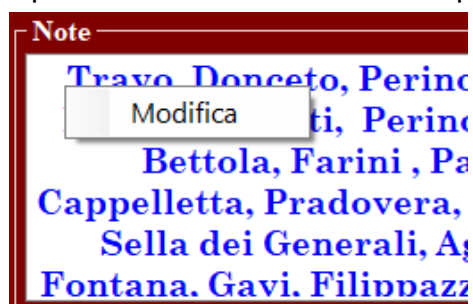 Note
Travo, Donceto, Perino
Modifica
ti, Perino
Bettola, Farini , Pa
Cappelletta, Pradovera,
Sella dei Generali, Ag
Fontana, Gavi, Filippazz